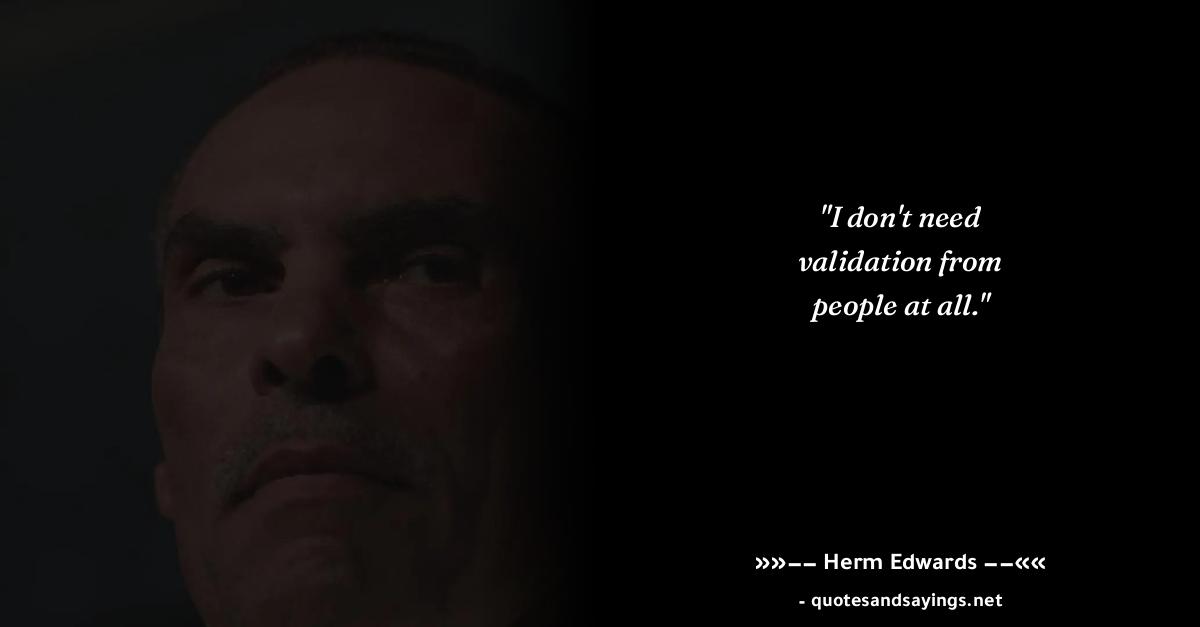 "I don't need
validation from
people at all."
»»–– Herm Edwards ––««
- quotesandsayings.net